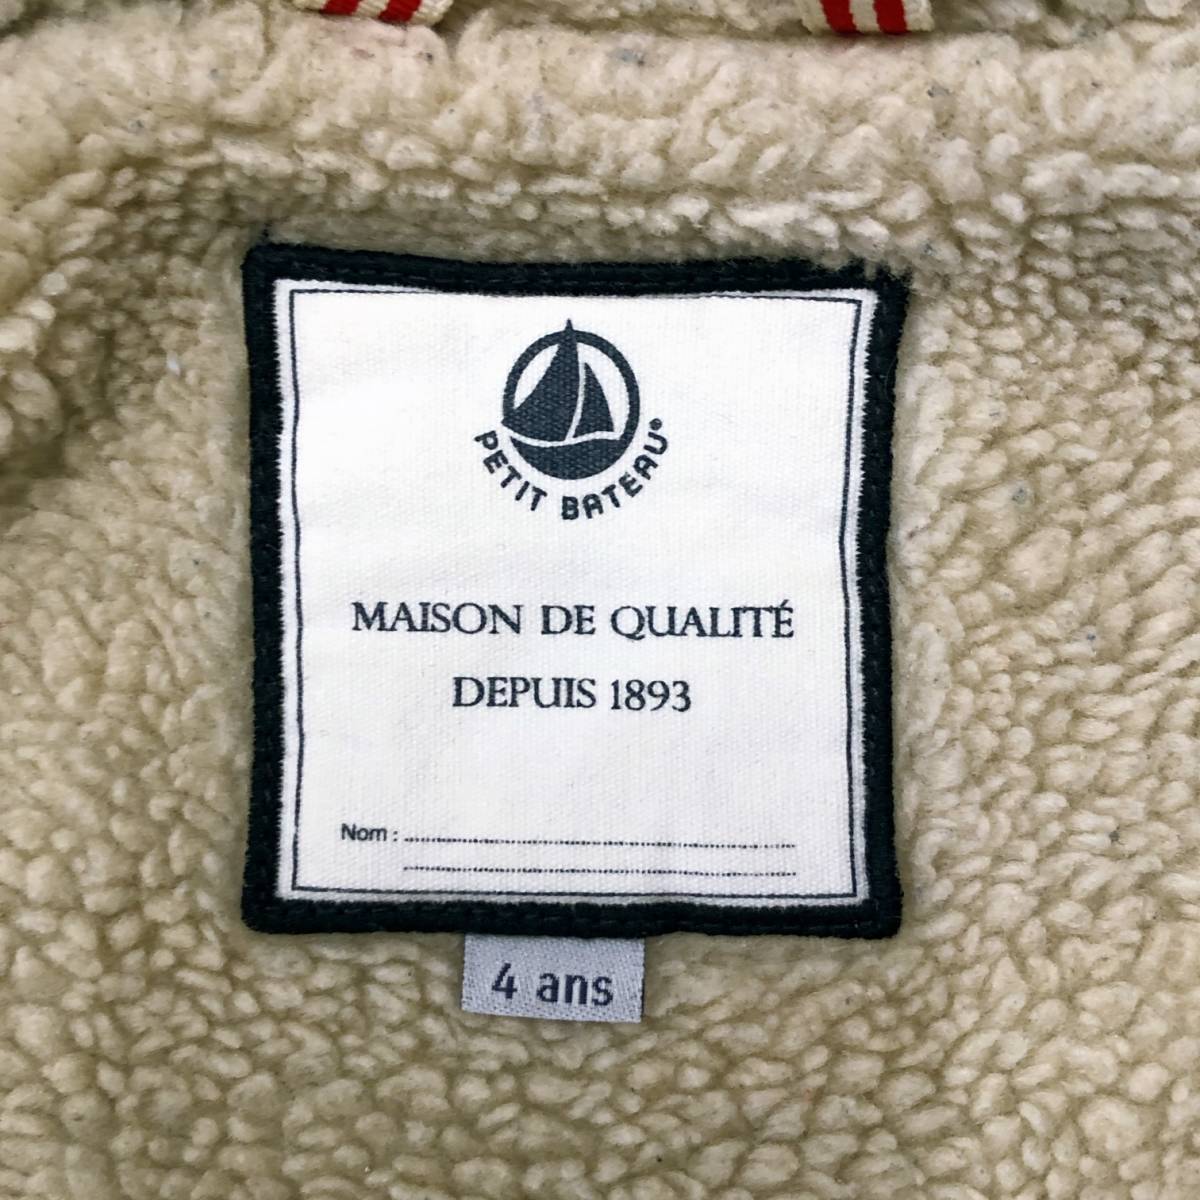 PETIT BATEAU®
MAISON DE QUALITÉ
DEPUIS 1893
Nom :
4 ans